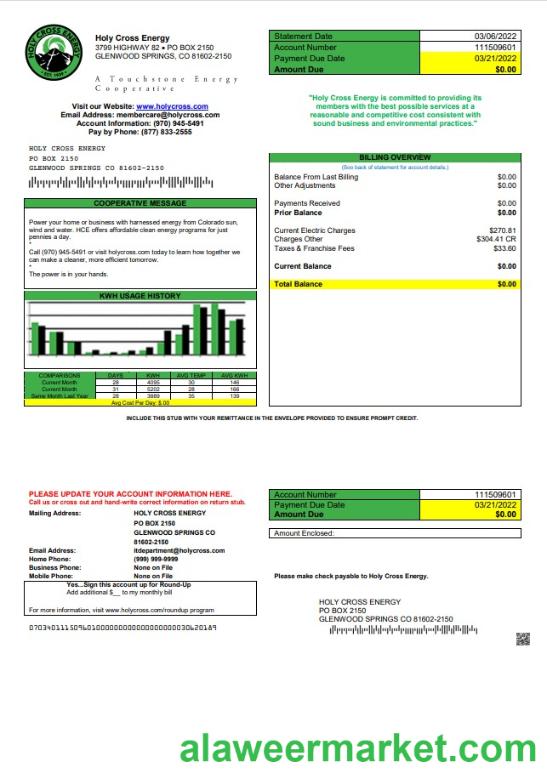 HOLY CROSS ENERGY
EST. 1939
Holy Cross Energy
3799 HIGHWAY 82 • PO BOX 2150
GLENWOOD SPRINGS, CO 81602-2150
A Touchstone Energy
Cooperative
Visit our Website: www.holycross.com
Email Address: membercare@holycross.com
Account Information: (970) 945-5491
Pay by Phone: (877) 833-2555
Statement Date 03/06/2022
Account Number 111509601
Payment Due Date 03/21/2022
Amount Due $0.00
"Holy Cross Energy is committed to providing its
members with the best possible services at a
reasonable and competitive cost consistent with
sound business and environmental practices."
HOLY CROSS ENERGY
PO BOX 2150
GLENWOOD SPRINGS CO 81602-2150
COOPERATIVE MESSAGE
Power your home or business with harnessed energy from Colorado sun,
wind and water. HCE offers affordable clean energy programs for just
pennies a day.
*
Call (970) 945-5491 or visit holycross.com today to learn how together we
can make a cleaner, more efficient tomorrow.
*
The power is in your hands.
BILLING OVERVIEW
(See back of statement for account details.)
Balance From Last Billing $0.00
Other Adjustments $0.00
Payments Received $0.00
Prior Balance $0.00
Current Electric Charges $270.81
Charges Other $304.41 CR
Taxes & Franchise Fees $33.60
Current Balance $0.00
Total Balance $0.00
KWH USAGE HISTORY
COMPARISONS DAYS KWH AVG TEMP AVG KWH
Current Month 28 4095 30 146
Current Month 31 5202 28 168
Same Month Last Year 28 3889 35 139
Avg Cost Per Day: $.00
INCLUDE THIS STUB WITH YOUR REMITTANCE IN THE ENVELOPE PROVIDED TO ENSURE PROMPT CREDIT.
PLEASE UPDATE YOUR ACCOUNT INFORMATION HERE.
Call us or cross out and hand-write correct information on return stub.
Mailing Address: HOLY CROSS ENERGY
PO BOX 2150
GLENWOOD SPRINGS CO
81602-2150
Email Address: itdepartment@holycross.com
Home Phone: (999) 999-9999
Business Phone: None on File
Mobile Phone: None on File
Yes...Sign this account up for Round-Up
Add additional $__ to my monthly bill
For more information, visit www.holycross.com/roundup program
Account Number 111509601
Payment Due Date 03/21/2022
Amount Due $0.00
Amount Enclosed:
Please make check payable to Holy Cross Energy.
HOLY CROSS ENERGY
PO BOX 2150
GLENWOOD SPRINGS CO 81602-2150
alaweermarket.com